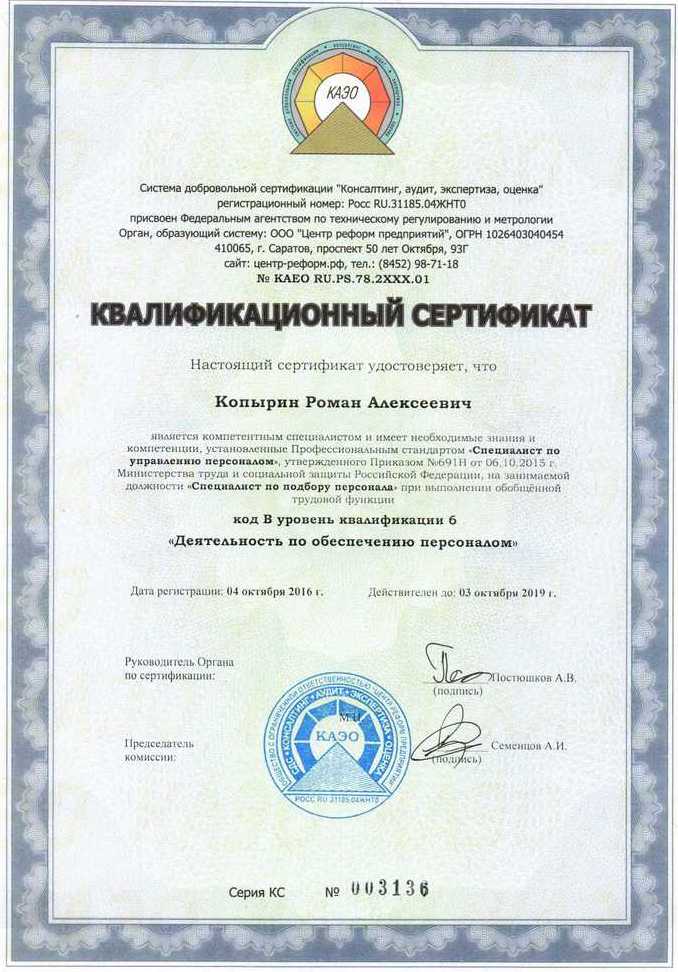 КАЭО
Система добровольной сертификации "Консалтинг, аудит, экспертиза, оценка"
регистрационный номер: Росс RU.31185.04ЖНТ0
присвоен Федеральным агентством по техническому регулированию и метрологии
Орган, образующий систему: ООО "Центр реформ предприятий", ОГРН 1026403040454
410065, г. Саратов, проспект 50 лет Октября, 93Г
сайт: центр-реформ.рф, тел.: (8452) 98-71-18
№ КАЕО RU.PS.78.2XXX.01
КВАЛИФИКАЦИОННЫЙ СЕРТИФИКАТ
Настоящий сертификат удостоверяет, что
Копырин Роман Алексеевич
является компетентным специалистом и имеет необходимые знания и
компетенции, установленные Профессиональным стандартом «Специалист по
управлению персоналом», утвержденного Приказом №691Н от 06.10.2015 г.
Министерства труда и социальной защиты Российской Федерации, на занимаемой
должности «Специалист по подбору персонала» при выполнении обобщённой
трудовой функции
код В уровень квалификации 6
«Деятельность по обеспечению персоналом»
Дата регистрации: 04 октября 2016 г. Действителен до: 03 октября 2019 г.
Руководитель Органа
по сертификации:
Постюшков А.В.
(подпись)
М.П.
Председатель
комиссии:
Семенцов А.И.
(подпись)
ОБЩЕСТВО С ОГРАНИЧЕННОЙ ОТВЕТСТВЕННОСТЬЮ "ЦЕНТР РЕФОРМ ПРЕДПРИЯТИЙ"
КОНСАЛТИНГ • АУДИТ • ЭКСПЕРТИЗА ОЦЕНКА
КАЭО
РОСС RU 31185.04ЖНТ0
Серия КС № 003136